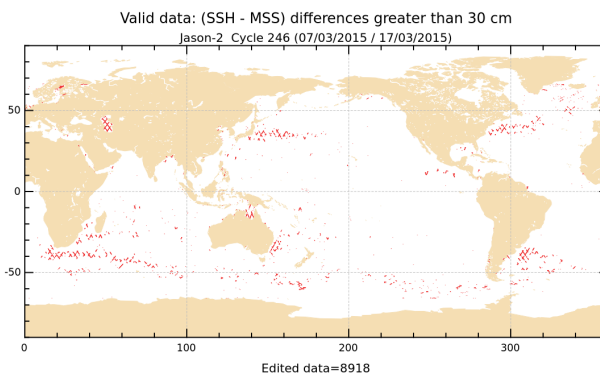 Valid data: (SSH - MSS) differences greater than 30 cm
Jason-2  Cycle 246 (07/03/2015 / 17/03/2015)
50
0
-50
0
100
200
300
Edited data=8918